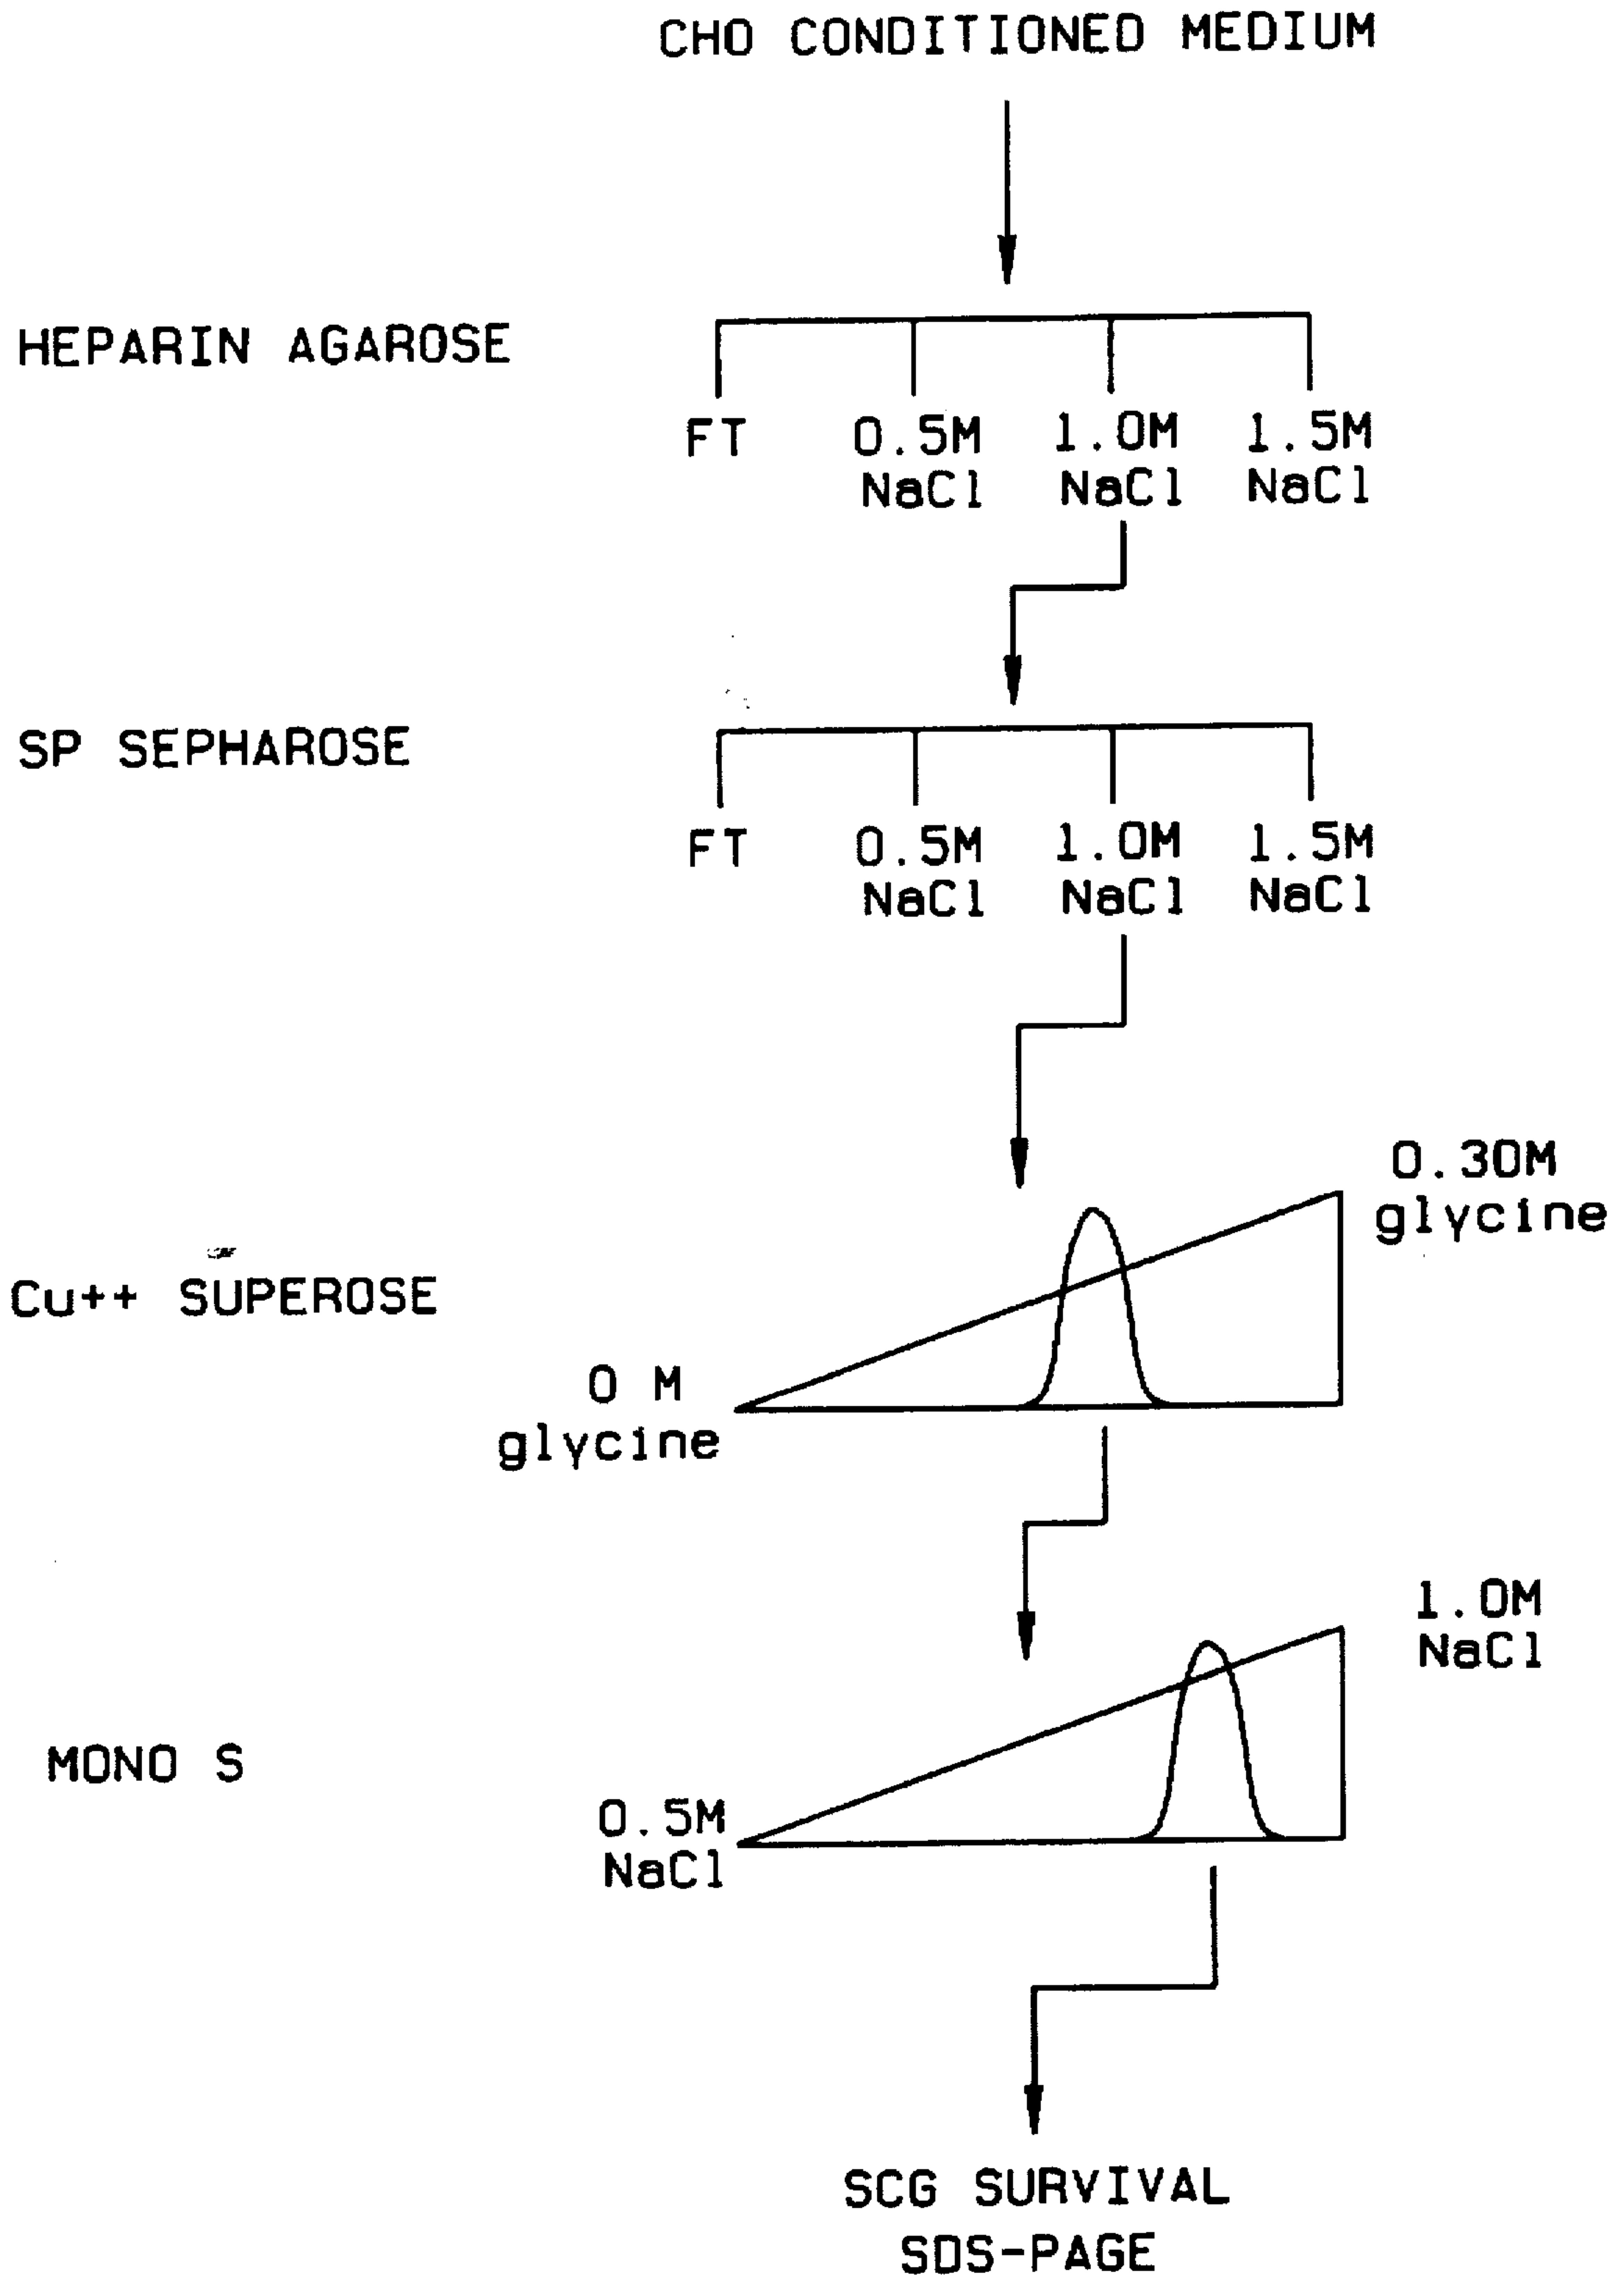 CHO CONDITIONED MEDIUM
HEPARIN AGAROSE
FT
0.5M
NaCl
1.0M
NaCl
1.5M
NaCl
SP SEPHAROSE
FT
0.5M
NaCl
1.0M
NaCl
1.5M
NaCl
0.30M
glycine
Cu++ SUPEROSE
0 M
glycine
1.0M
NaCl
MONO S
0.5M
NaCl
SCG SURVIVAL
SDS-PAGE